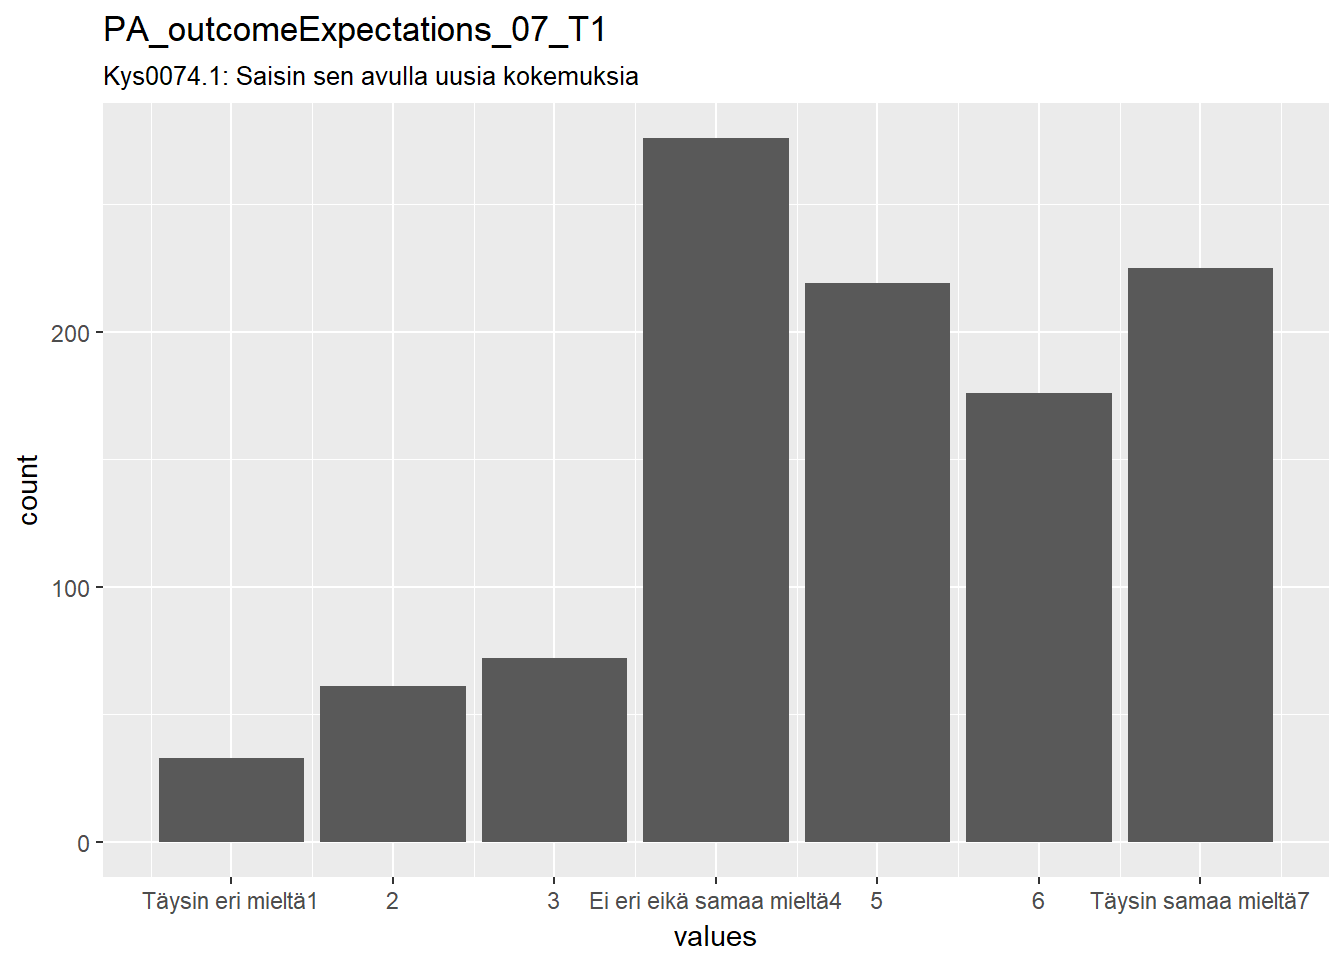 PA_outcomeExpectations_07_T1
Kys0074.1: Saisin sen avulla uusia kokemuksia
count
200
100
0
Täysin eri mieltä1 2 3 Ei eri eikä samaa mieltä4 5 6 Täysin samaa mieltä7
values